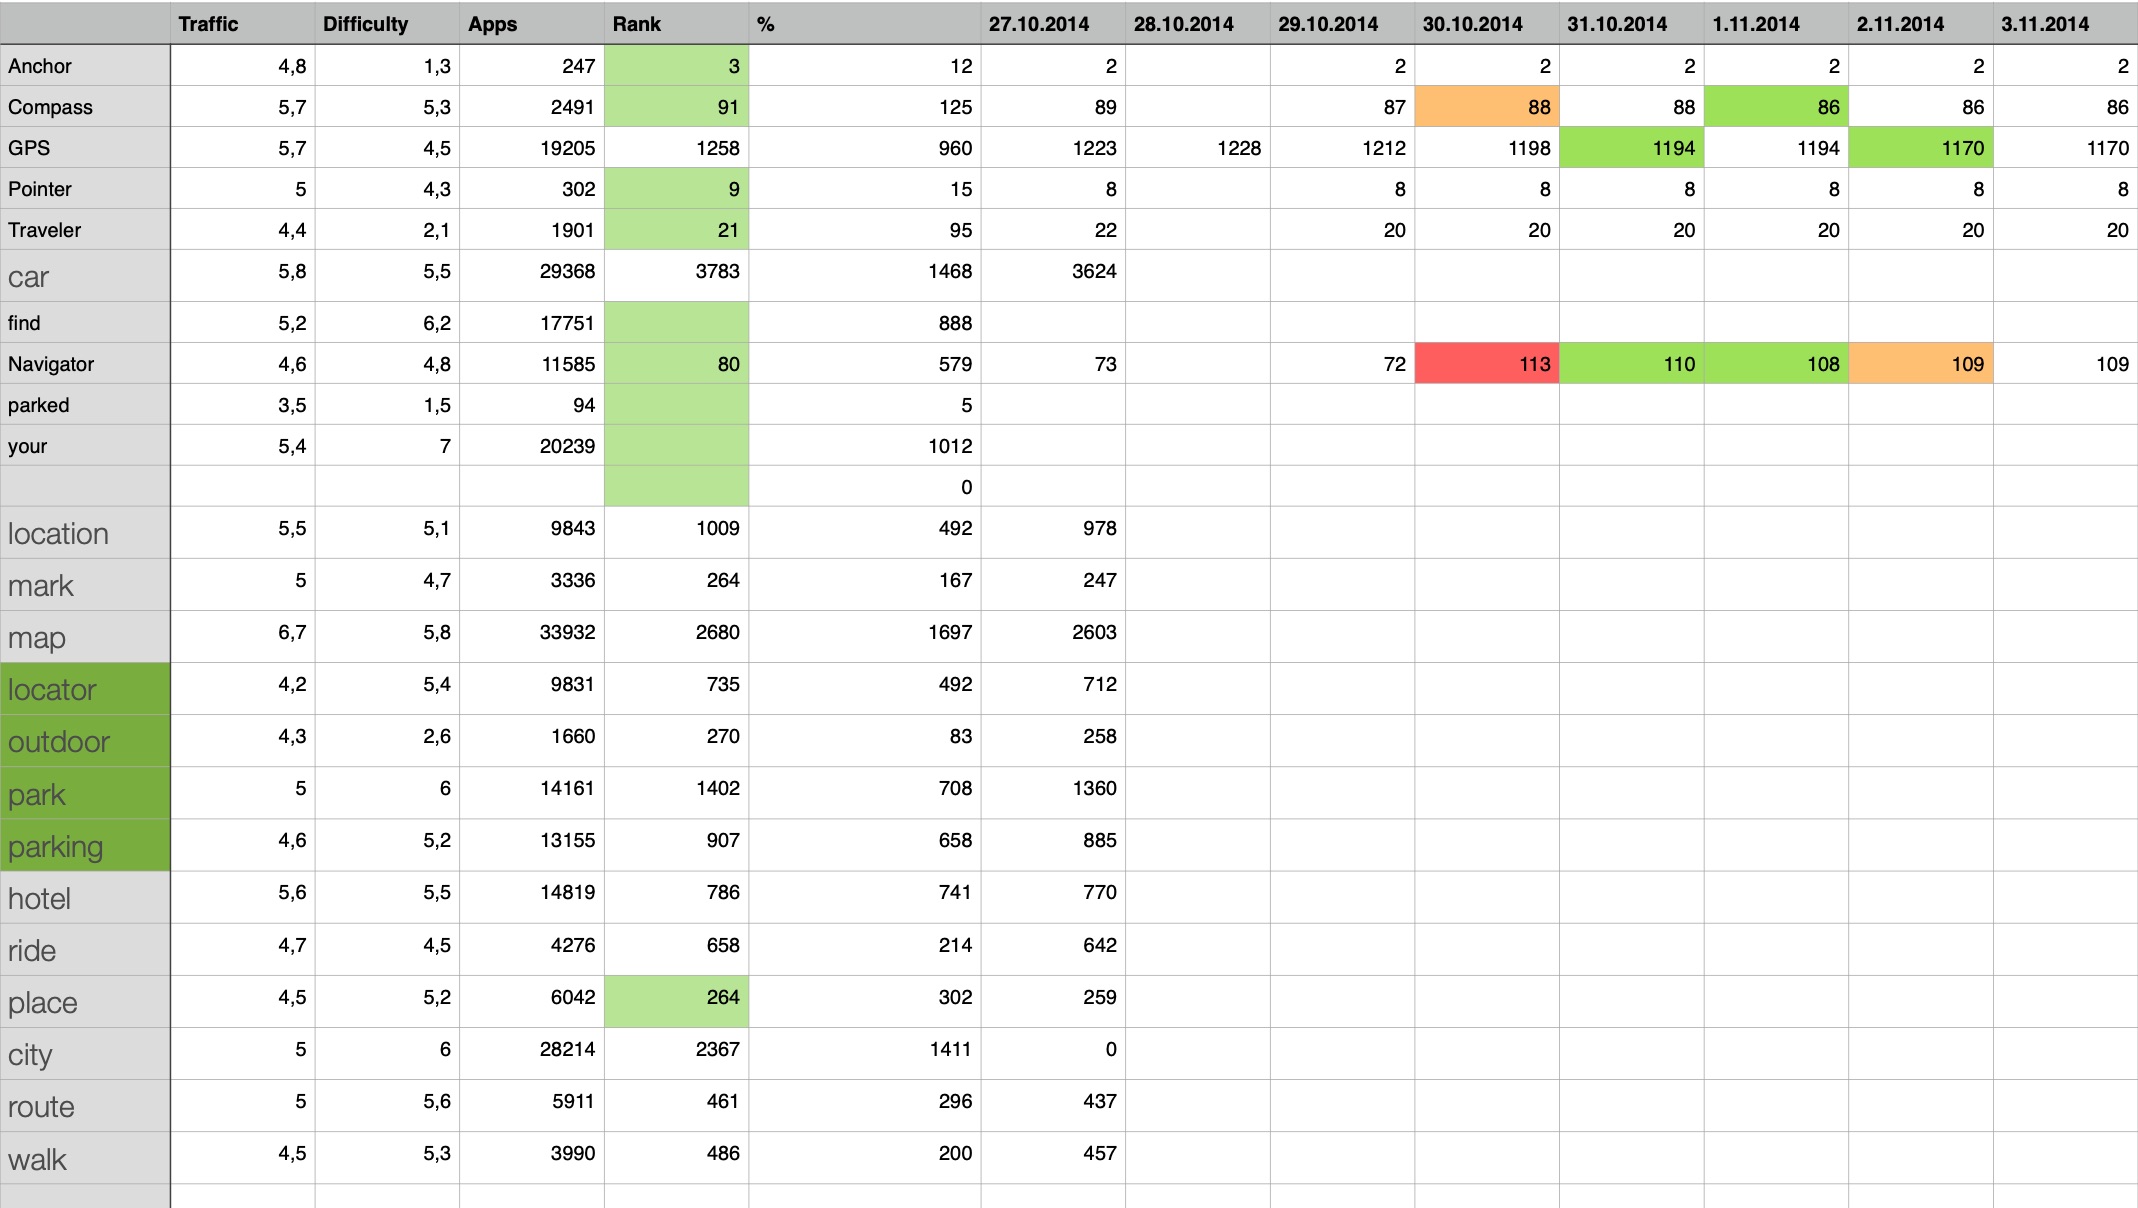 Traffic Difficulty Apps Rank % 27.10.2014 28.10.2014 29.10.2014 30.10.2014 31.10.2014 1.11.2014 2.11.2014 3.11.2014
Anchor 4,8 1,3 247 3 12 2 2 2 2 2 2 2
Compass 5,7 5,3 2491 91 125 89 87 88 88 86 86 86
GPS 5,7 4,5 19205 1258 960 1223 1228 1212 1198 1194 1194 1170 1170
Pointer 5 4,3 302 9 15 8 8 8 8 8 8 8
Traveler 4,4 2,1 1901 21 95 22 20 20 20 20 20 20
car 5,8 5,5 29368 3783 1468 3624
find 5,2 6,2 17751 888
Navigator 4,6 4,8 11585 80 579 73 72 113 110 108 109 109
parked 3,5 1,5 94 5
your 5,4 7 20239 1012
0
location 5,5 5,1 9843 1009 492 978
mark 5 4,7 3336 264 167 247
map 6,7 5,8 33932 2680 1697 2603
locator 4,2 5,4 9831 735 492 712
outdoor 4,3 2,6 1660 270 83 258
park 5 6 14161 1402 708 1360
parking 4,6 5,2 13155 907 658 885
hotel 5,6 5,5 14819 786 741 770
ride 4,7 4,5 4276 658 214 642
place 4,5 5,2 6042 264 302 259
city 5 6 28214 2367 1411 0
route 5 5,6 5911 461 296 437
walk 4,5 5,3 3990 486 200 457